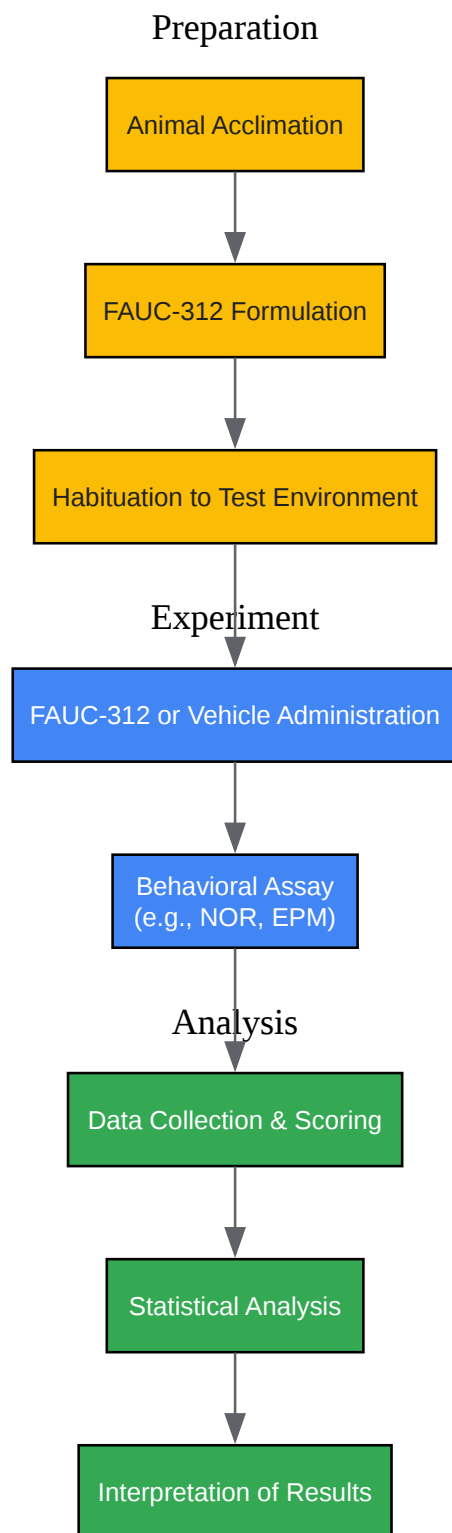 Preparation
Animal Acclimation
FAUC-312 Formulation
Habituation to Test Environment
Experiment
FAUC-312 or Vehicle Administration
Behavioral Assay
(e.g., NOR, EPM)
Analysis
Data Collection & Scoring
Statistical Analysis
Interpretation of Results